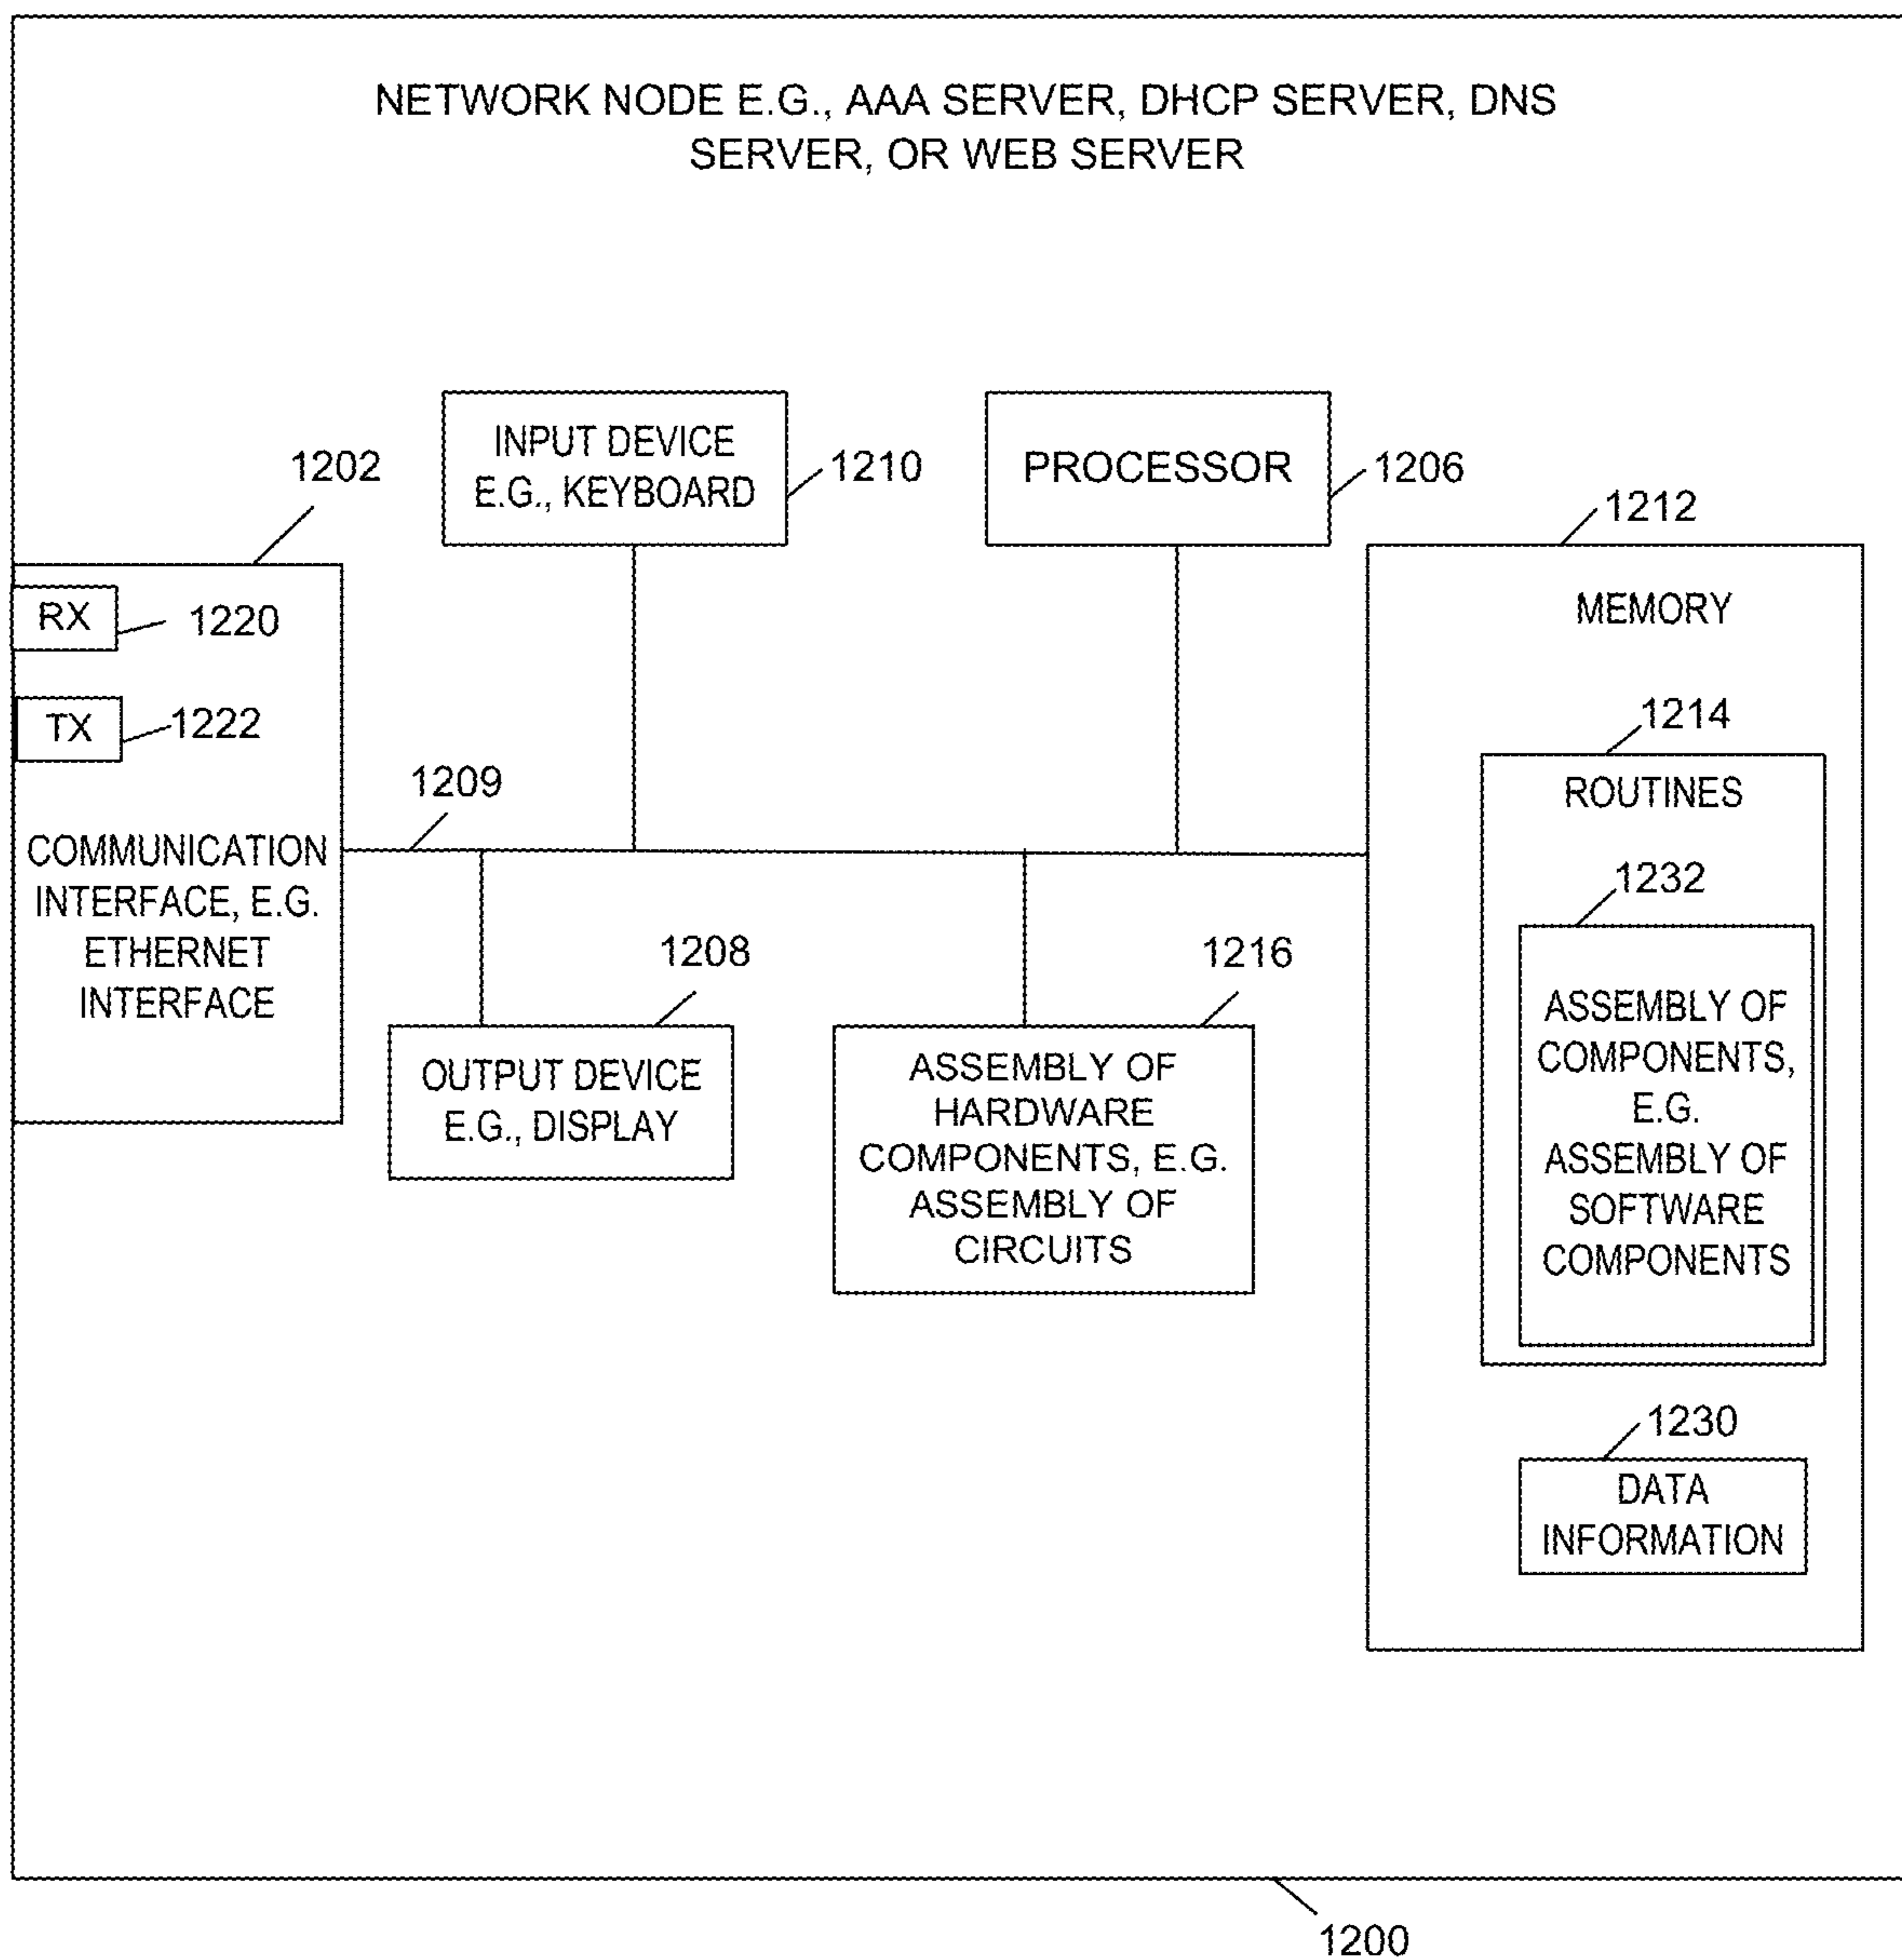 NETWORK NODE E.G., AAA SERVER, DHCP SERVER, DNS
SERVER, OR WEB SERVER
1202
INPUT DEVICE
E.G., KEYBOARD
1210
PROCESSOR
1206
1212
RX
1220
TX
1222
COMMUNICATION
INTERFACE, E.G.
ETHERNET
INTERFACE
1209
1208
OUTPUT DEVICE
E.G., DISPLAY
1216
ASSEMBLY OF
HARDWARE
COMPONENTS, E.G.
ASSEMBLY OF
CIRCUITS
MEMORY
1214
ROUTINES
1232
ASSEMBLY OF
COMPONENTS,
E.G.
ASSEMBLY OF
SOFTWARE
COMPONENTS
1230
DATA
INFORMATION
1200